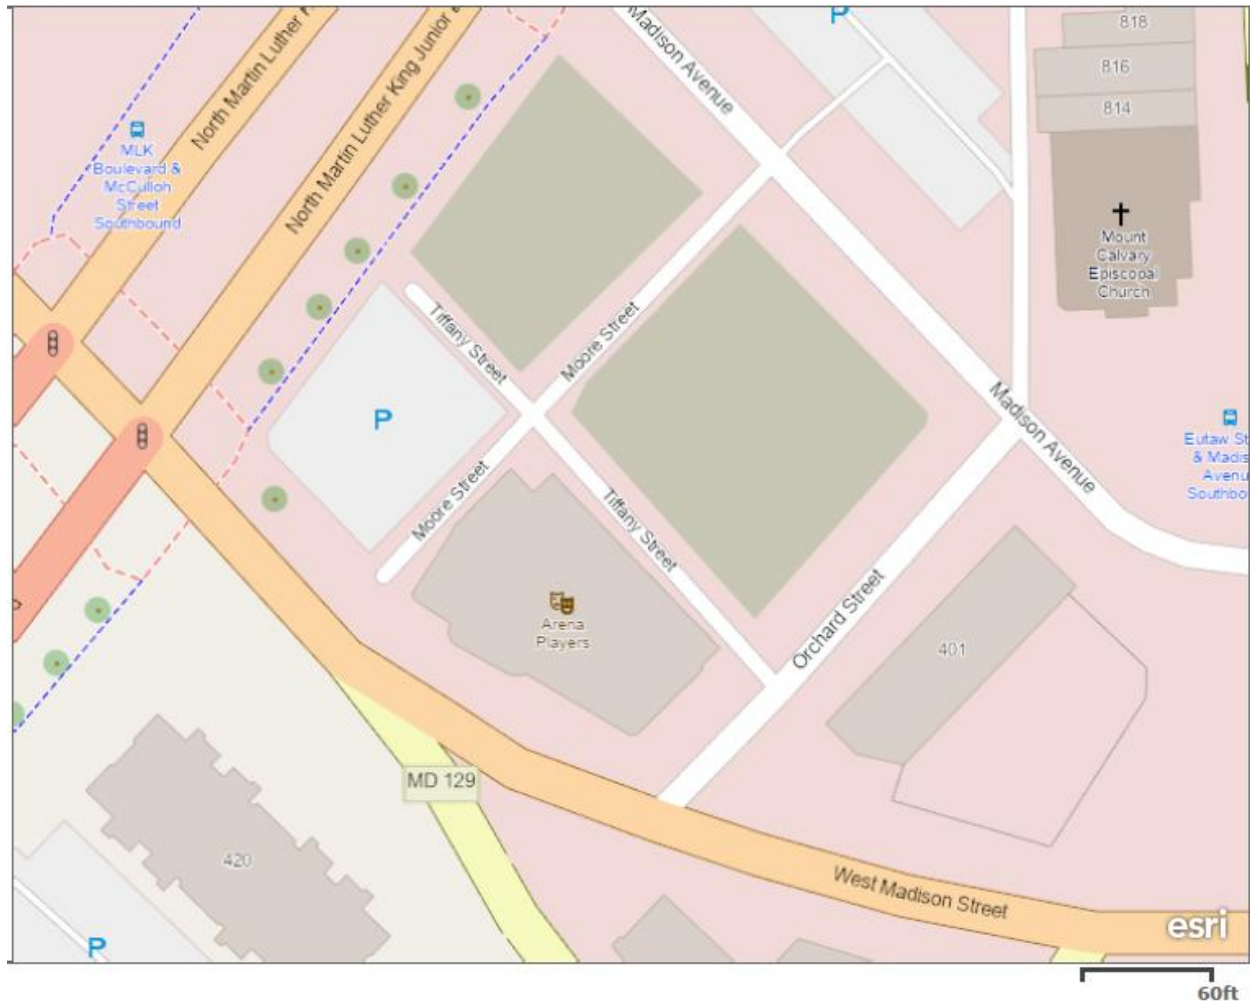 P
818
816
814
Madison Avenue
North Martin Luther
North Martin Luther King Junior
MLK
Boulevard &
McCulloh
Street
Southbound
Mount
Calvary
Episcopal
Church
Tiffany Street
Moore Street
P
Madison Avenue
Eutaw St
& Madis
Avenu
Southbo
Moore Street
Tiffany Street
Arena
Players
Orchard Street
401
MD 129
420
West Madison Street
P
esri
60ft